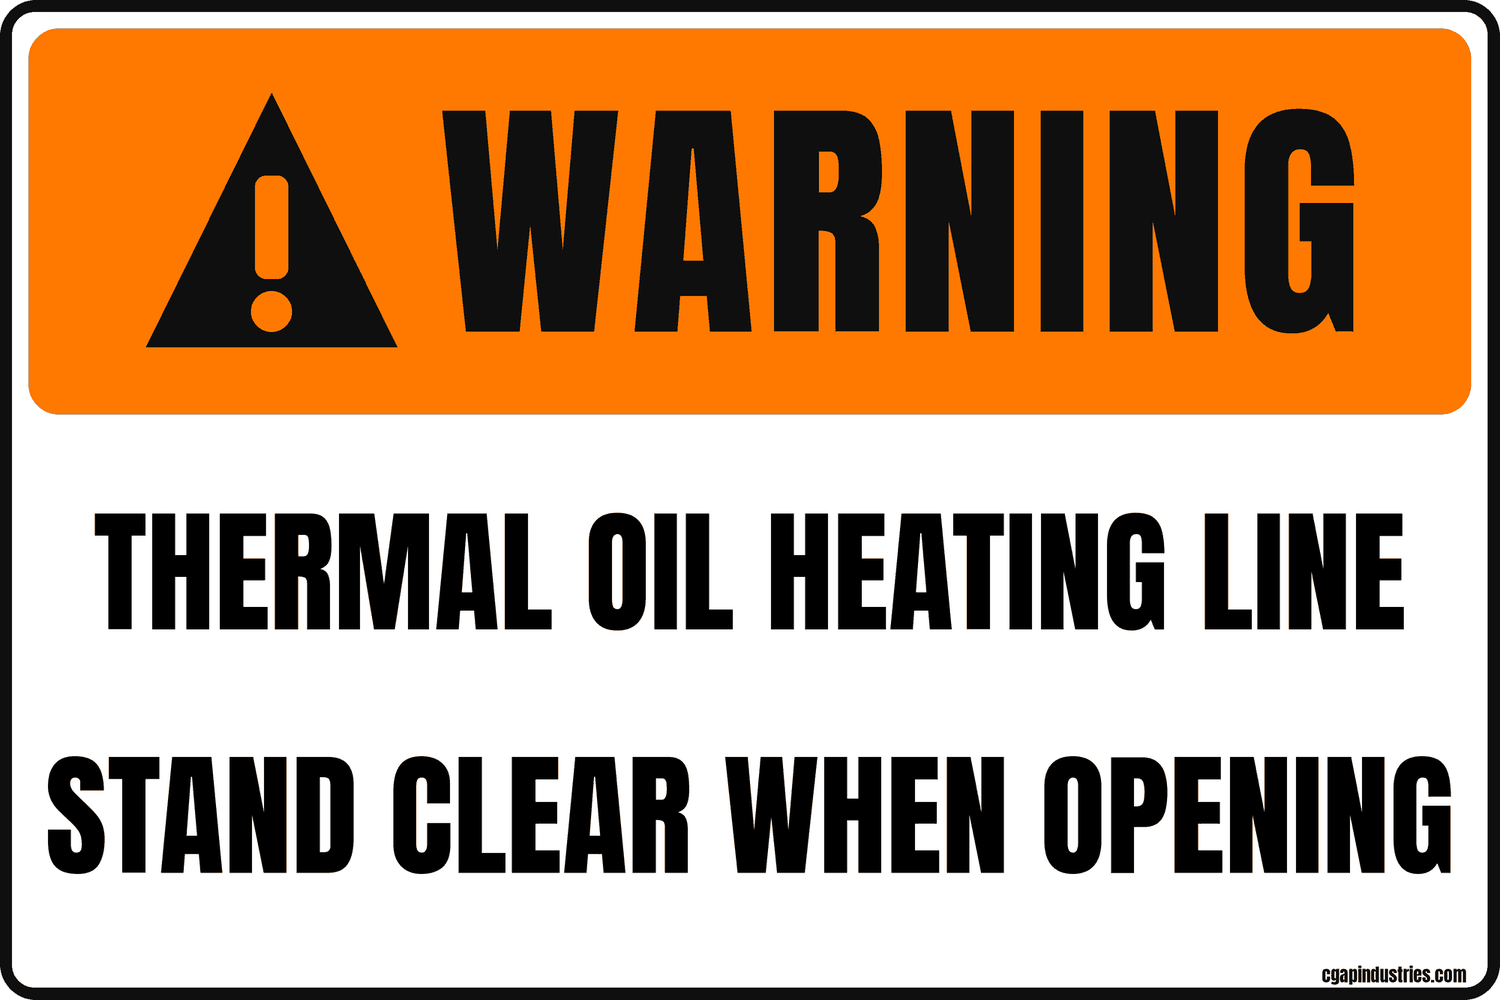 WARNING
THERMAL OIL HEATING LINE
STAND CLEAR WHEN OPENING
cgapindustries.com